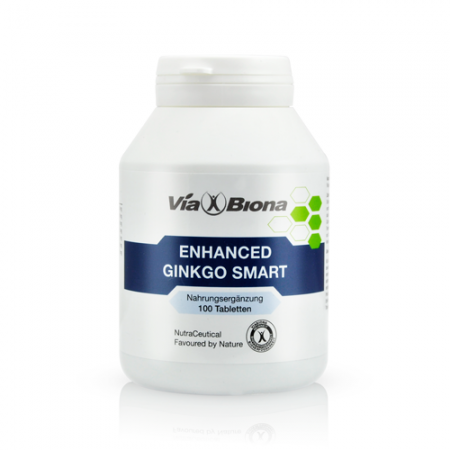 Via Biona
ENHANCED
GINKGO SMART
Nahrungsergänzung
100 Tabletten
NutraCeutical
Favoured by Nature